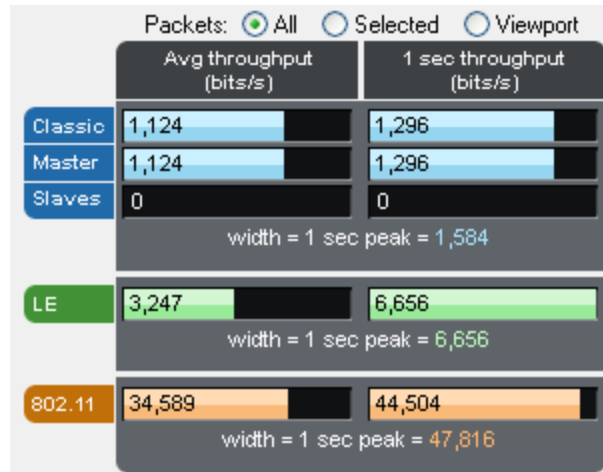 Packets: All Selected Viewport
Avg throughput 1 sec throughput
(bits/s) (bits/s)
Classic 1,124 1,296
Master 1,124 1,296
Slaves 0 0
width = 1 sec peak = 1,584
LE 3,247 6,656
width = 1 sec peak = 6,656
802.11 34,589 44,504
width = 1 sec peak = 47,816